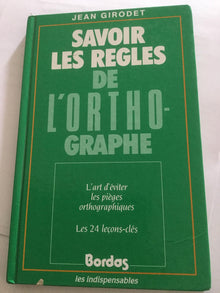 JEAN GIRODET
SAVOIR
LES REGLES
DE
L'ORTHO-
GRAPHE
L'art d'éviter
les pièges
orthographiques
Les 24 leçons-clés
Bordas
les indispensables